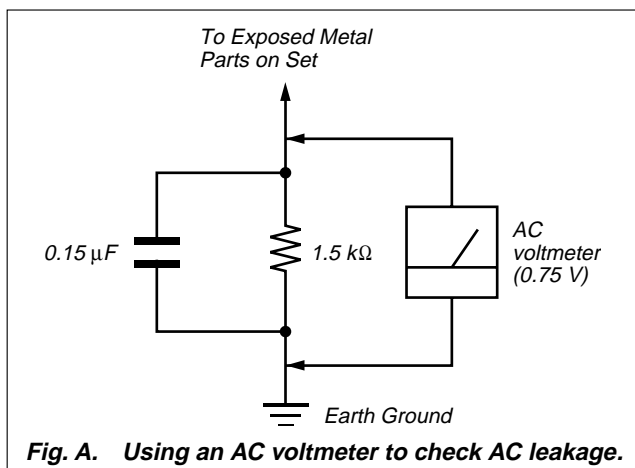 To Exposed Metal
Parts on Set
0.15 µF
1.5 kΩ
AC
voltmeter
(0.75 V)
Earth Ground
Fig. A. Using an AC voltmeter to check AC leakage.